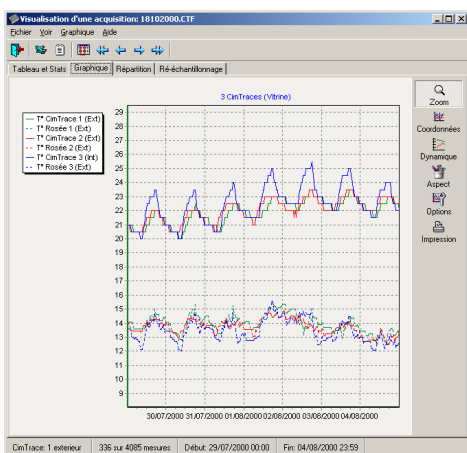 Visualisation d'une acquisition: 18102000.CTF
Fichier Voir Graphique Aide
Tableau et Stats Graphique Répartition Ré-échantillonnage
3 CimTraces (Vitrine)
T° CimTrace 1 (Ext)
T° Rosée 1 (Ext)
T° CimTrace 2 (Ext)
T° Rosée 2 (Ext)
T° CimTrace 3 (Int)
T° Rosée 3 (Ext)
29
28
27
26
25
24
23
22
21
20
19
18
17
16
15
14
13
12
11
10
9
30/07/2000 31/07/2000 01/08/2000 02/08/2000 03/08/2000 04/08/2000
Zoom
Coordonnées
Dynamique
Aspect
Options
Impression
CimTrace: 1 exterieur 336 sur 4085 mesures Début: 29/07/2000 00:00 Fin: 04/08/2000 23:59